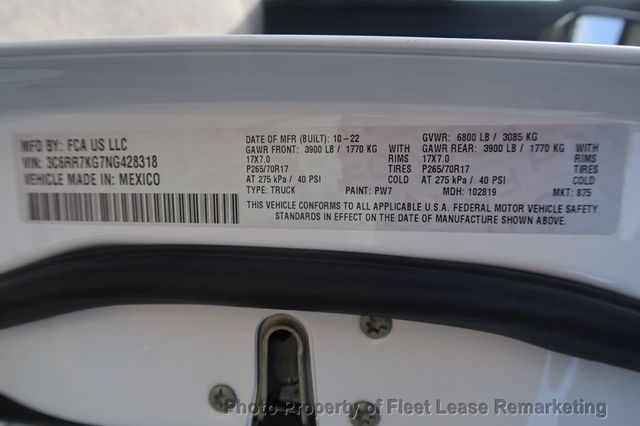 MFD BY: FCA US LLC
VIN: 3C6RR7KG7NG428318
VEHICLE MADE IN: MEXICO
DATE OF MFR (BUILT): 10-22 GVWR: 6800 LB / 3085 KG
GAWR FRONT: 3900 LB / 1770 KG WITH GAWR REAR: 3900 LB / 1770 KG WITH
17X7.0 RIMS 17X7.0 RIMS
P265/70R17 TIRES P265/70R17 TIRES
AT 275 kPa / 40 PSI COLD AT 275 kPa / 40 PSI COLD
TYPE: TRUCK PAINT: PW7 MDH: 102819 MKT: 875
THIS VEHICLE CONFORMS TO ALL APPLICABLE U.S.A. FEDERAL MOTOR VEHICLE SAFETY
STANDARDS IN EFFECT ON THE DATE OF MANUFACTURE SHOWN ABOVE.
Photo Property of Fleet Lease Remarketing